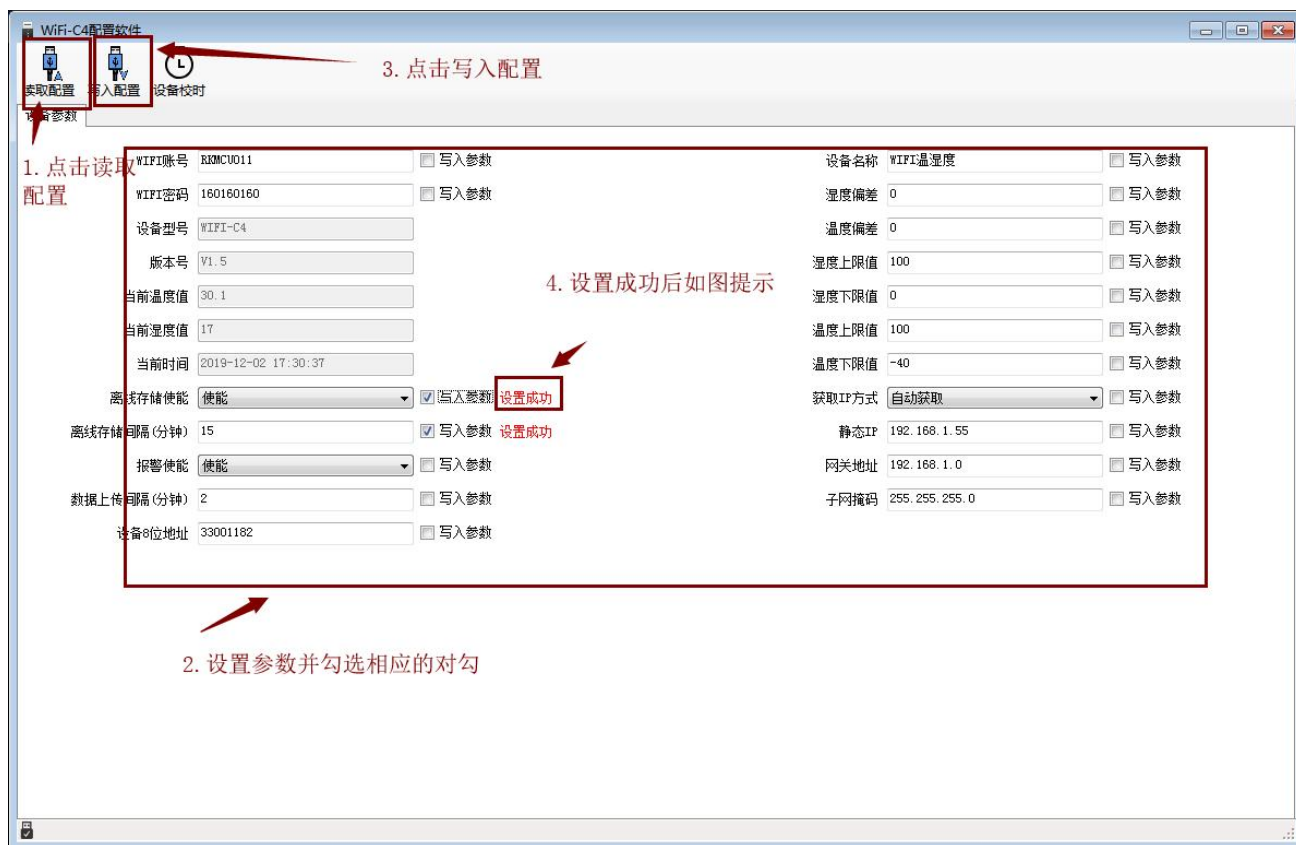 WiFi-C4配置软件
读取配置 写入配置 设备校时
3. 点击写入配置
设备参数
1. 点击读取
配置
WIFI账号 RKMCU011 写入参数 设备名称 WIFI温湿度 写入参数
WIFI密码 160160160 写入参数 湿度偏差 0 写入参数
设备型号 WIFI-C4 温度偏差 0 写入参数
版本号 V1.5 湿度上限值 100 写入参数
4. 设置成功后如图提示
当前温度值 30.1 湿度下限值 0 写入参数
当前湿度值 17 温度上限值 100 写入参数
当前时间 2019-12-02 17:30:37 温度下限值 -40 写入参数
离线存储使能 使能 写入参数 设置成功 获取IP方式 自动获取 写入参数
离线存储间隔(分钟) 15 写入参数 设置成功 静态IP 192.168.1.55 写入参数
报警使能 使能 写入参数 网关地址 192.168.1.0 写入参数
数据上传间隔(分钟) 2 写入参数 子网掩码 255.255.255.0 写入参数
设备8位地址 33001182 写入参数
2. 设置参数并勾选相应的对勾